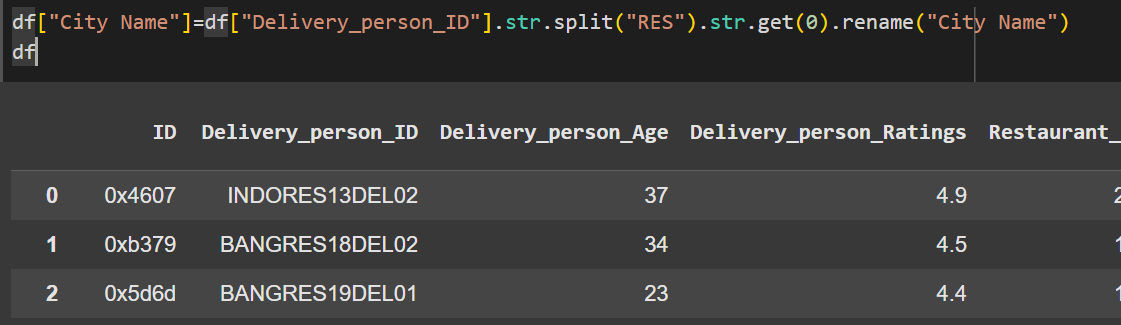 df["City Name"]=df["Delivery_person_ID"].str.split("RES").str.get(0).rename("City Name")
df
ID Delivery_person_ID Delivery_person_Age Delivery_person_Ratings Restaurant_
0 0x4607 INDORES13DEL02 37 4.9
1 0xb379 BANGRES18DEL02 34 4.5
2 0x5d6d BANGRES19DEL01 23 4.4